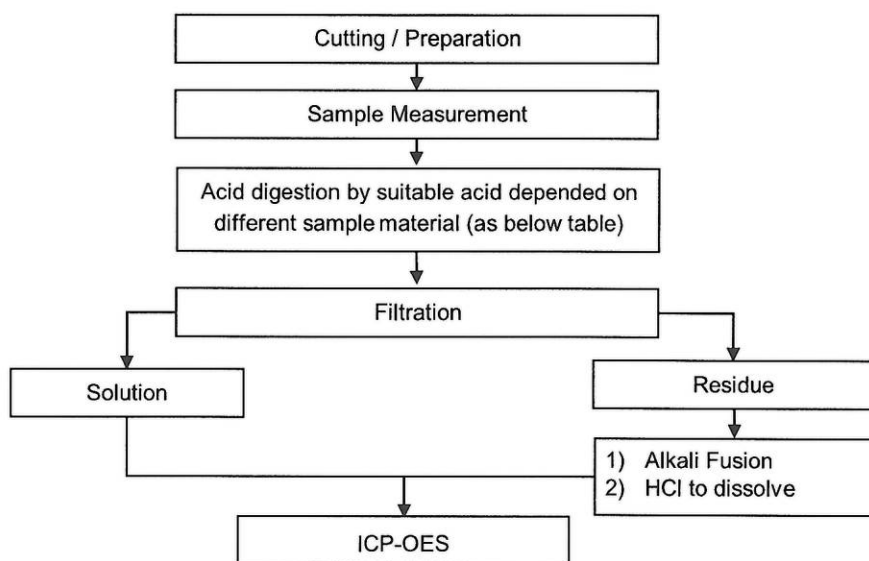 Cutting / Preparation
Sample Measurement
Acid digestion by suitable acid depended on
different sample material (as below table)
Filtration
Solution
Residue
1) Alkali Fusion
2) HCl to dissolve
ICP-OES